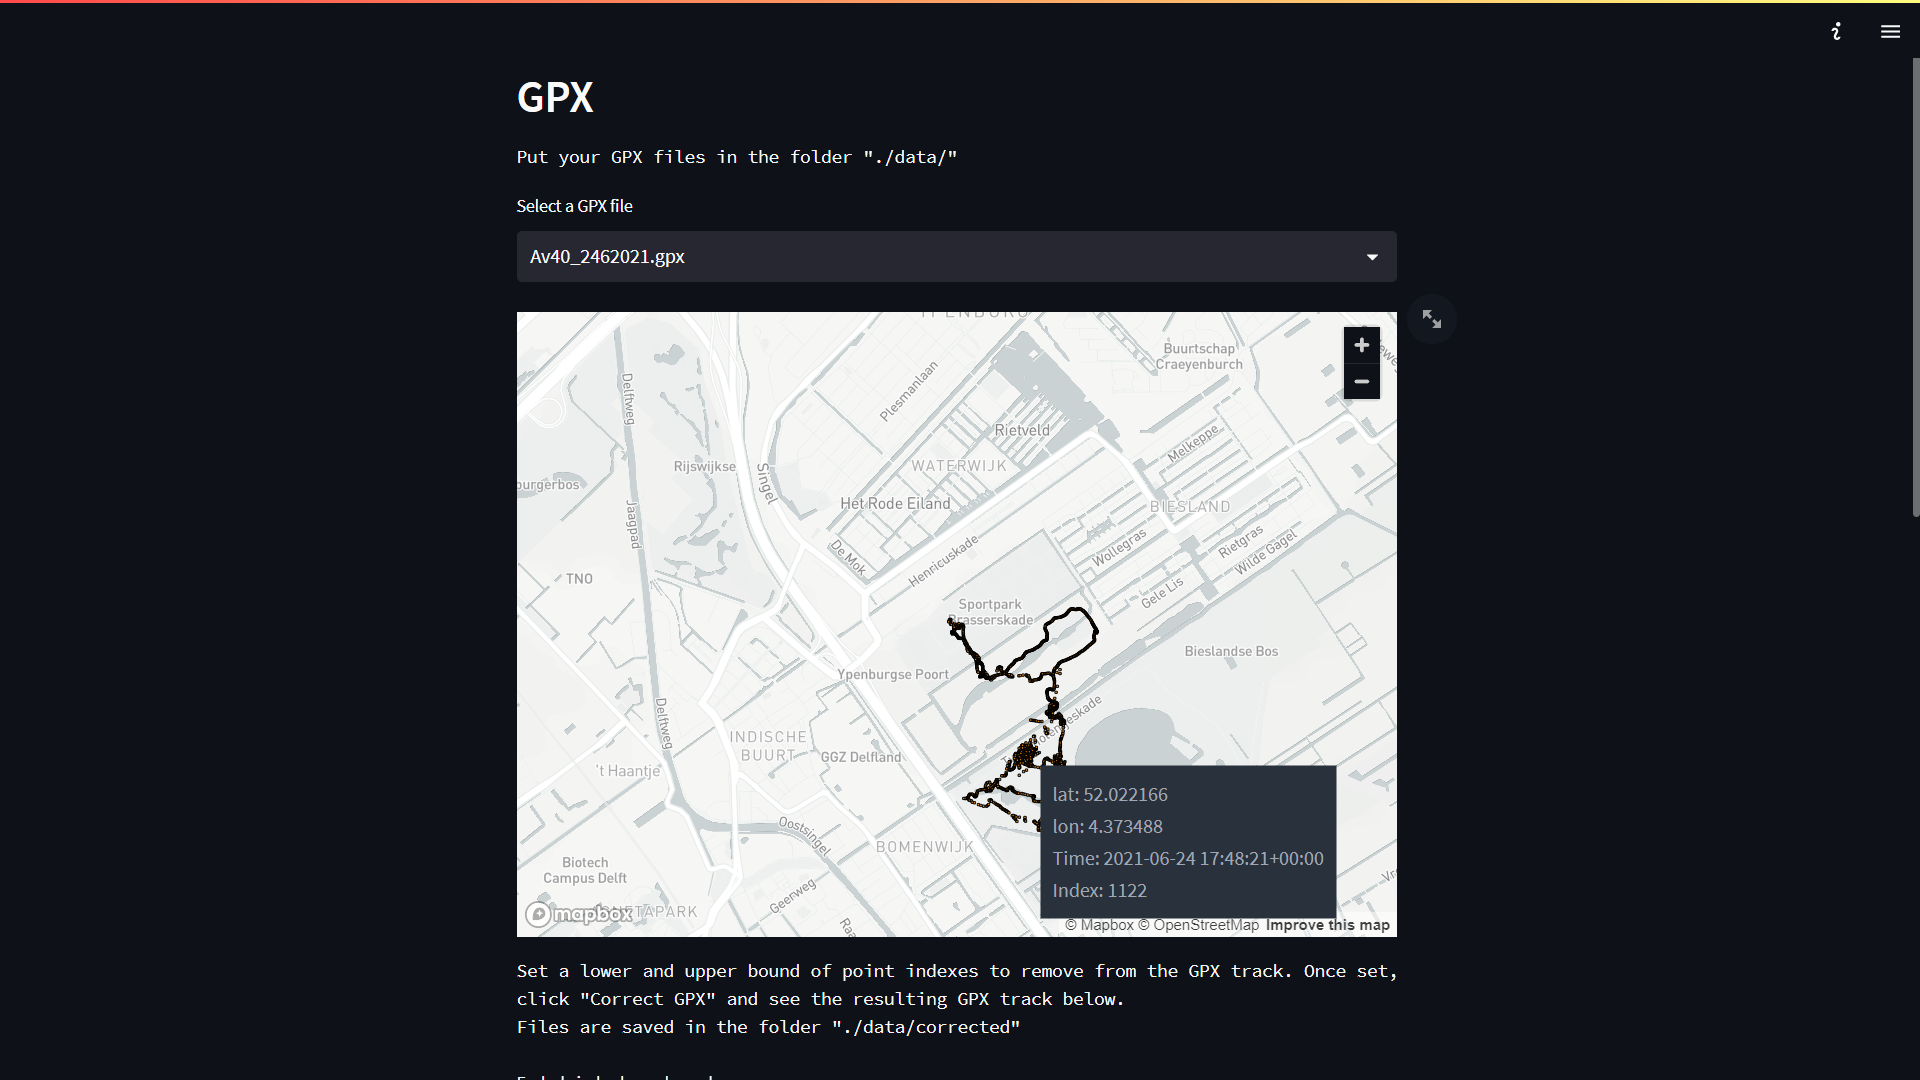 GPX
Put your GPX files in the folder "./data/"
Select a GPX file
Av40_2462021.gpx
Buurtschap
Craeyenburch
Delftweg
Plesmanlaan
Rietveld
Melkeppe
Rijswijkse
WATERWIJK
Singel
burgerbos
Het Rode Eiland
BIESLAND
Jaagpad
De Mok
Henricuskade
Wollegras
Rietgras
Wilde Gagel
TNO
Gele Lis
Sportpark
Brasserskade
Bieslandse Bos
Ypenburgse Poort
Delftweg
INDISCHE
BUURT
GGZ Delfland
't Haantje
lat: 52.022166
lon: 4.373488
Time: 2021-06-24 17:48:21+00:00
Index: 1122
Oostsingel
BOMENWIJK
Biotech
Campus Delft
Geerweg
mapbox
© Mapbox © OpenStreetMap Improve this map
Set a lower and upper bound of point indexes to remove from the GPX track. Once set,
click "Correct GPX" and see the resulting GPX track below.
Files are saved in the folder "./data/corrected"